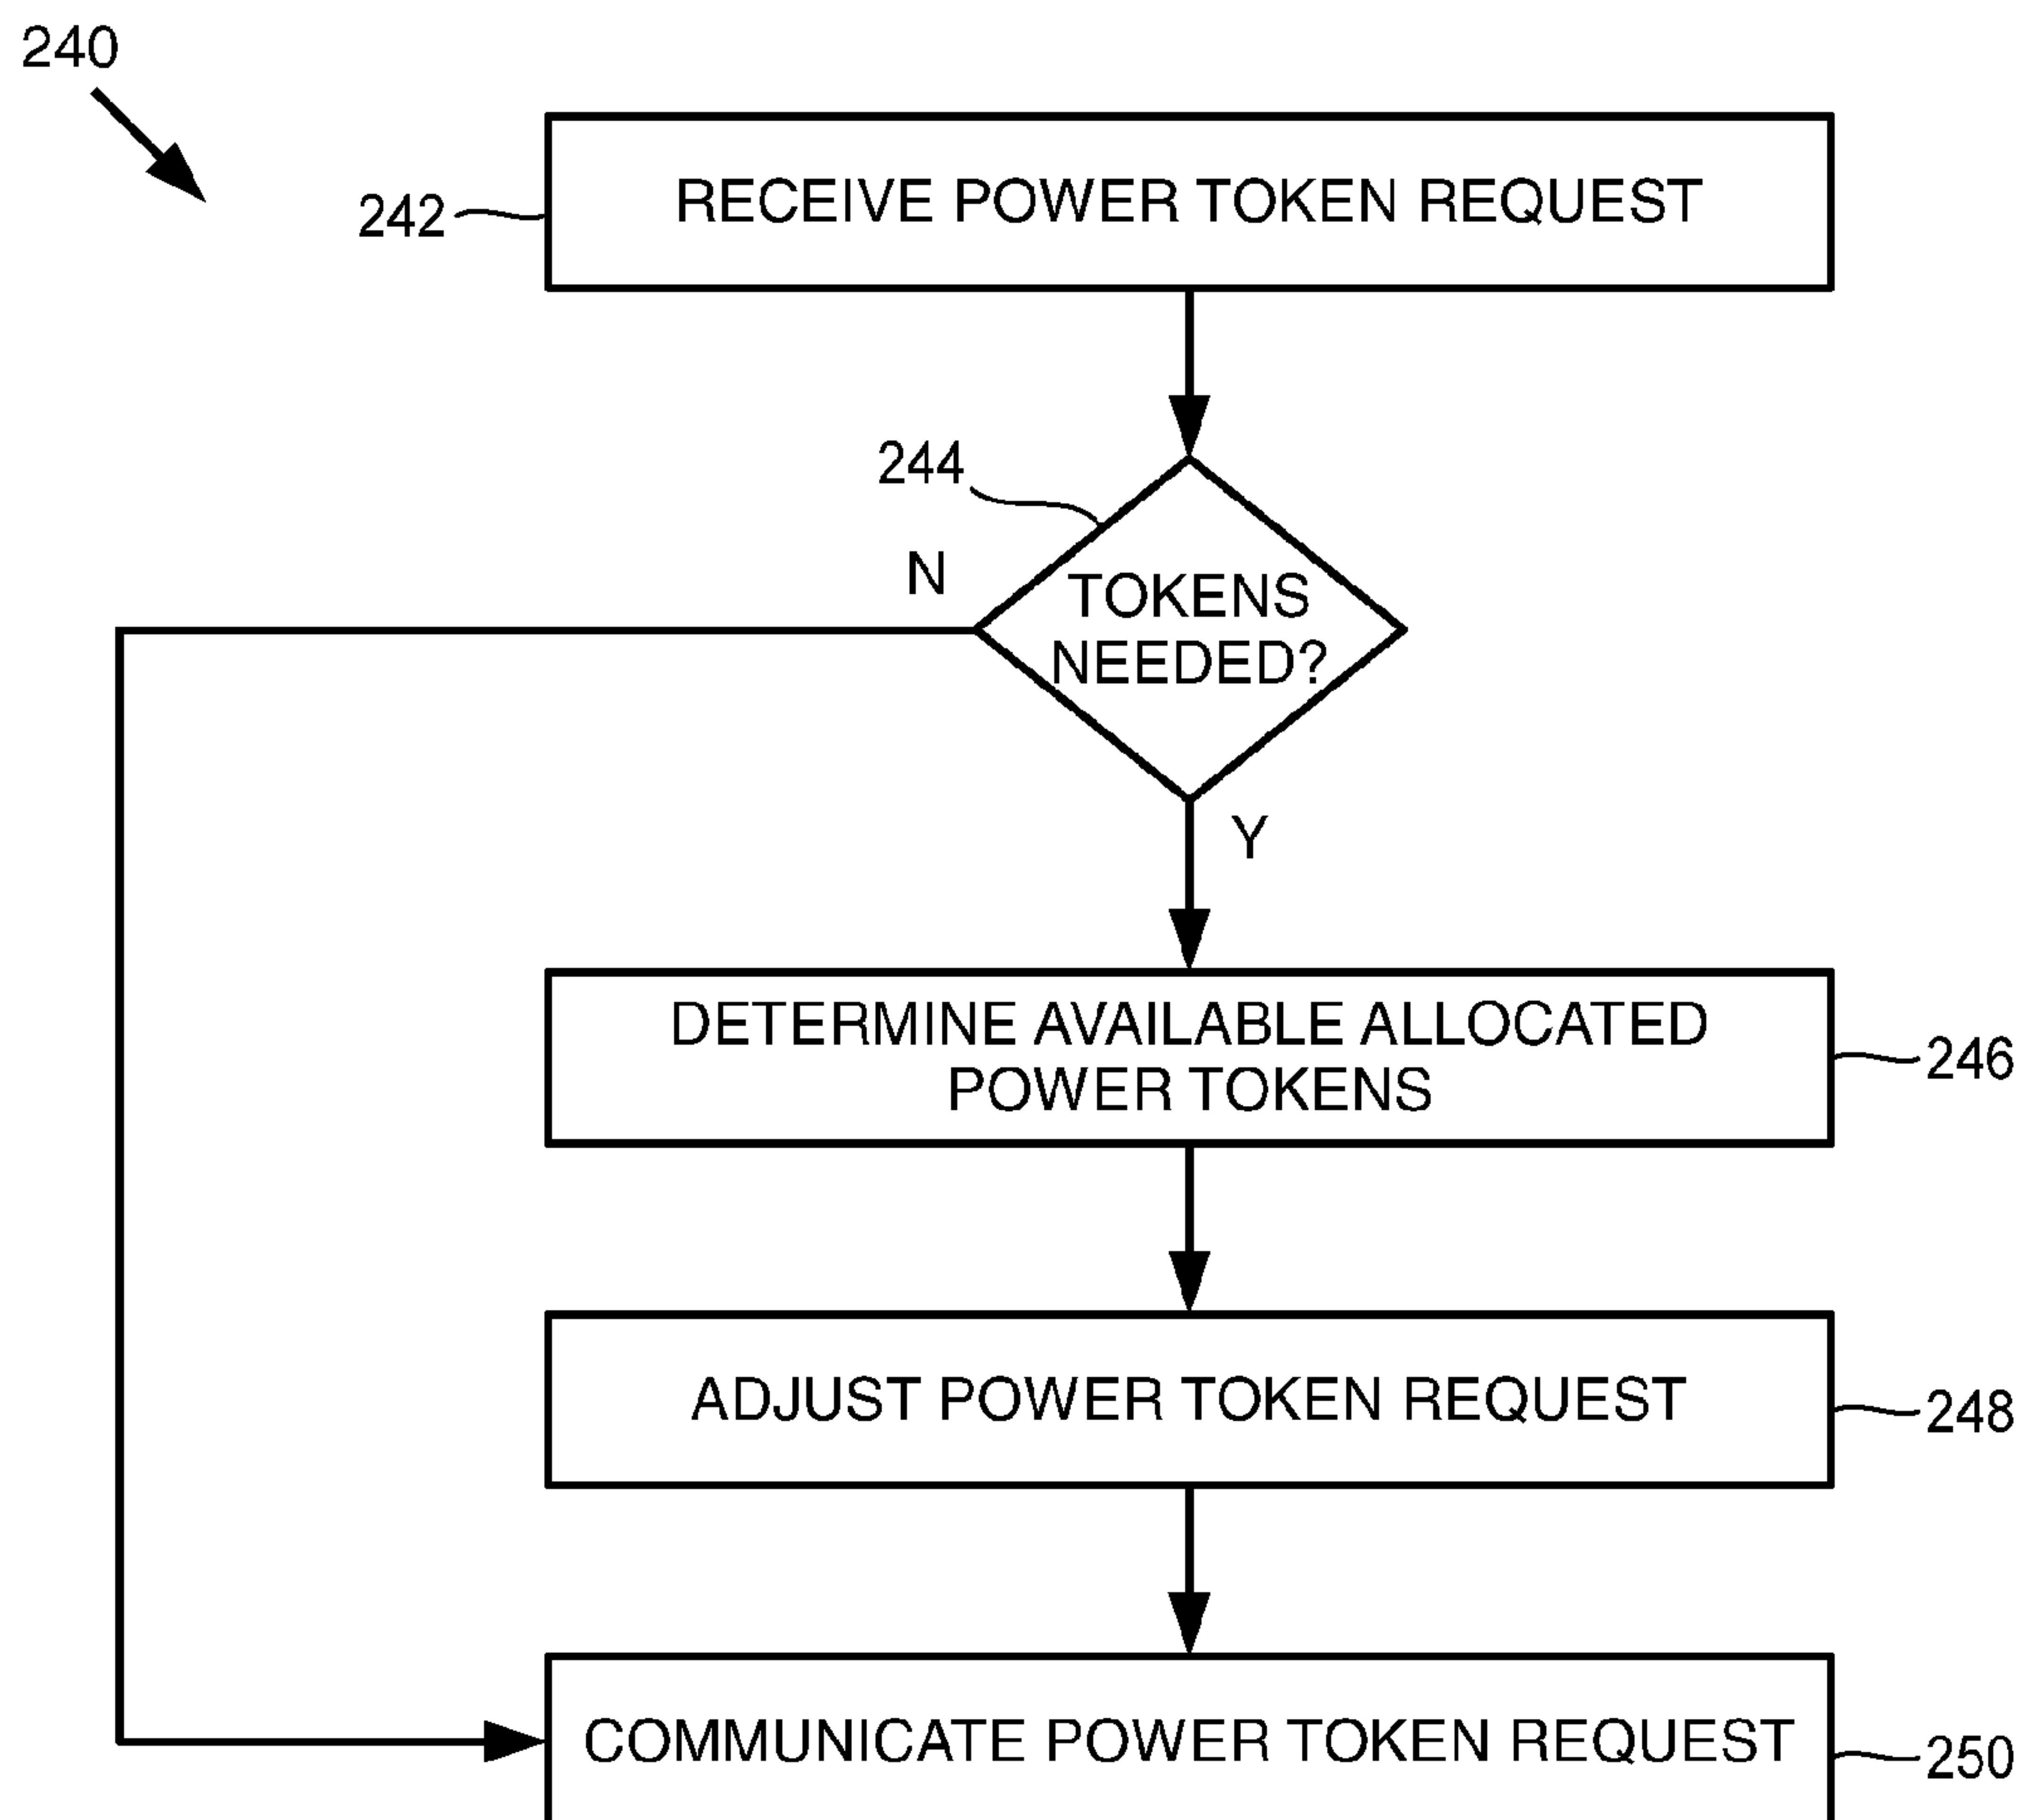 240
242
RECEIVE POWER TOKEN REQUEST
244
N
TOKENS
NEEDED?
Y
DETERMINE AVAILABLE ALLOCATED
POWER TOKENS
246
ADJUST POWER TOKEN REQUEST
248
COMMUNICATE POWER TOKEN REQUEST
250